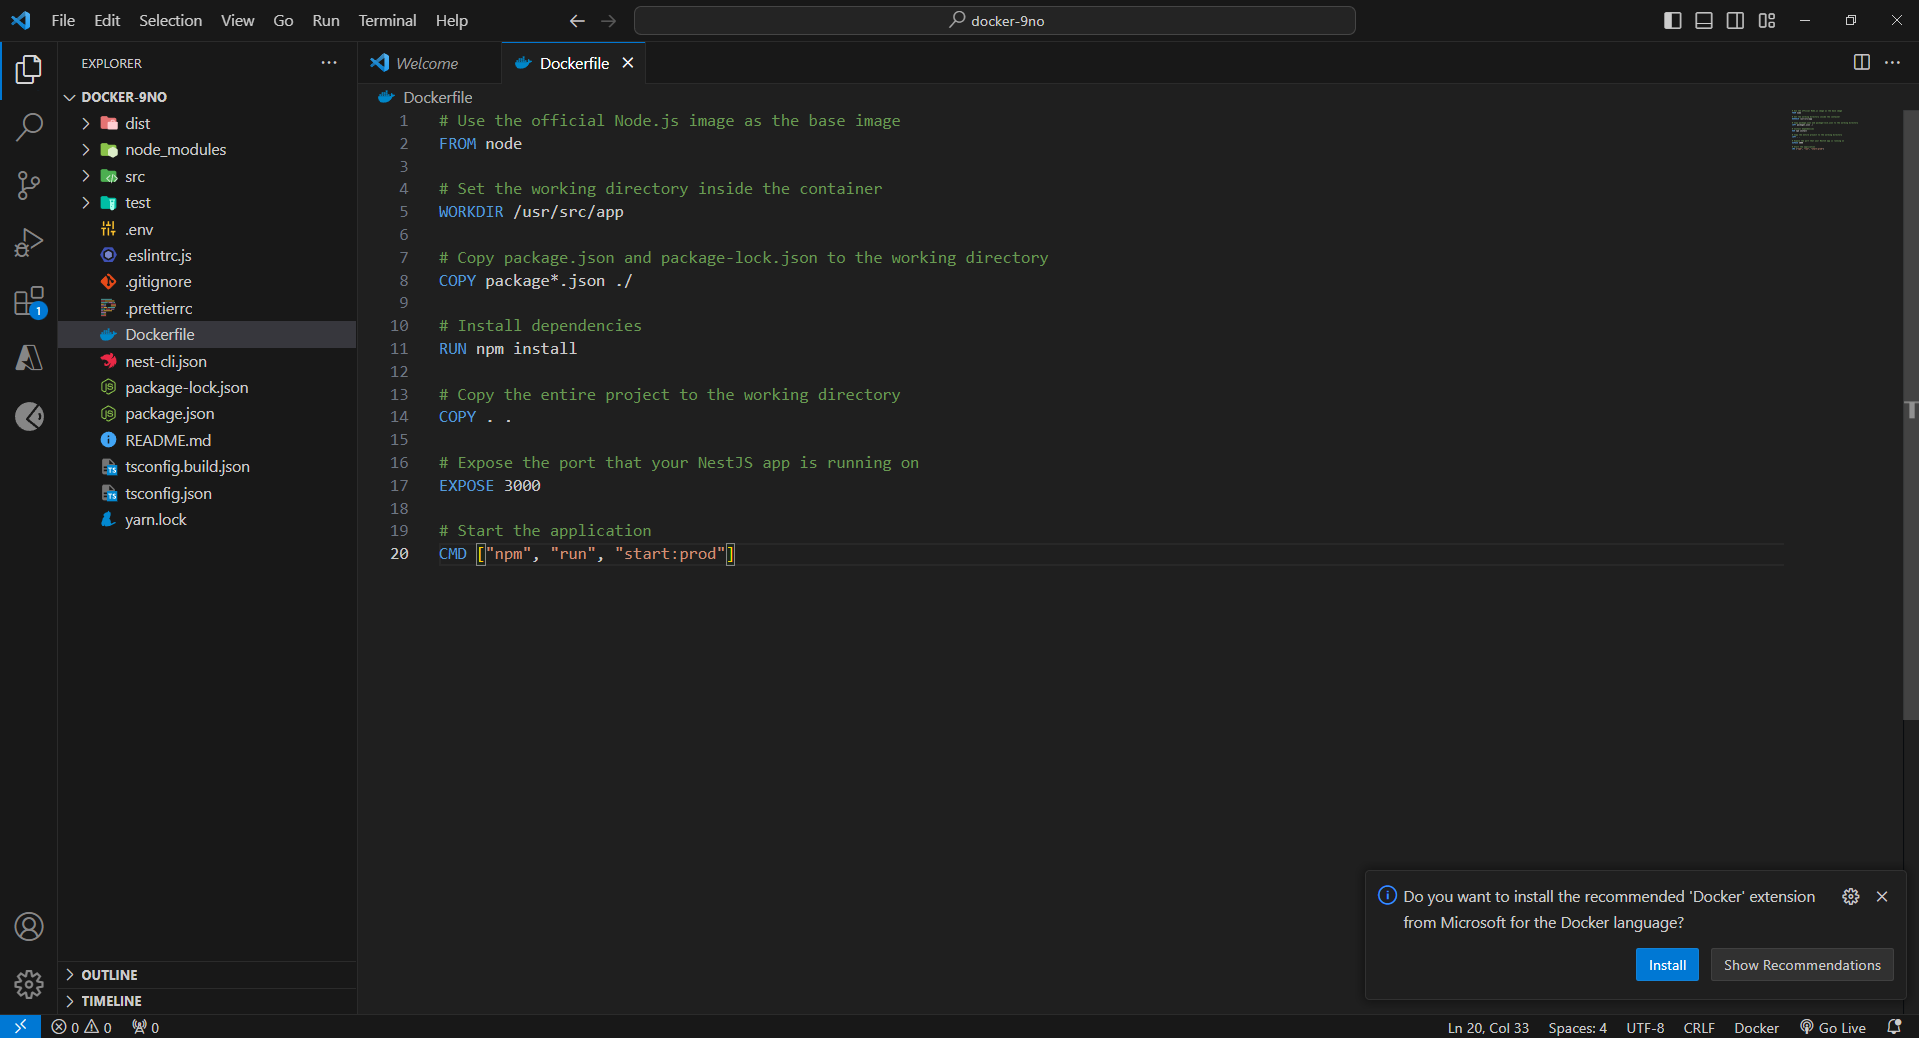 File Edit Selection View Go Run Terminal Help
docker-9no
EXPLORER
DOCKER-9NO
dist
node_modules
src
test
.env
.eslintrc.js
.gitignore
.prettierrc
Dockerfile
nest-cli.json
package-lock.json
package.json
README.md
tsconfig.build.json
tsconfig.json
yarn.lock
OUTLINE
TIMELINE
1
Welcome
Dockerfile
Dockerfile
1 # Use the official Node.js image as the base image
2 FROM node
3
4 # Set the working directory inside the container
5 WORKDIR /usr/src/app
6
7 # Copy package.json and package-lock.json to the working directory
8 COPY package*.json ./
9
10 # Install dependencies
11 RUN npm install
12
13 # Copy the entire project to the working directory
14 COPY . .
15
16 # Expose the port that your NestJS app is running on
17 EXPOSE 3000
18
19 # Start the application
20 CMD ["npm", "run", "start:prod"]
Do you want to install the recommended 'Docker' extension
from Microsoft for the Docker language?
Install
Show Recommendations
0 0 0
Ln 20, Col 33 Spaces: 4 UTF-8 CRLF Docker Go Live